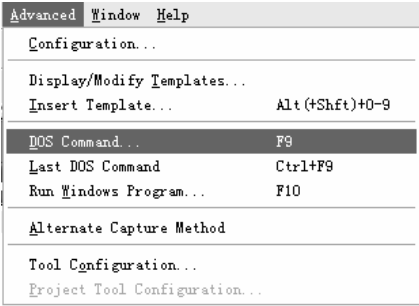 Advanced Window Help
Configuration...
Display/Modify Templates...
Insert Template... Alt(+Shft)+0-9
DOS Command... F9
Last DOS Command Ctrl+F9
Run Windows Program... F10
Alternate Capture Method
Tool Configuration...
Project Tool Configuration...